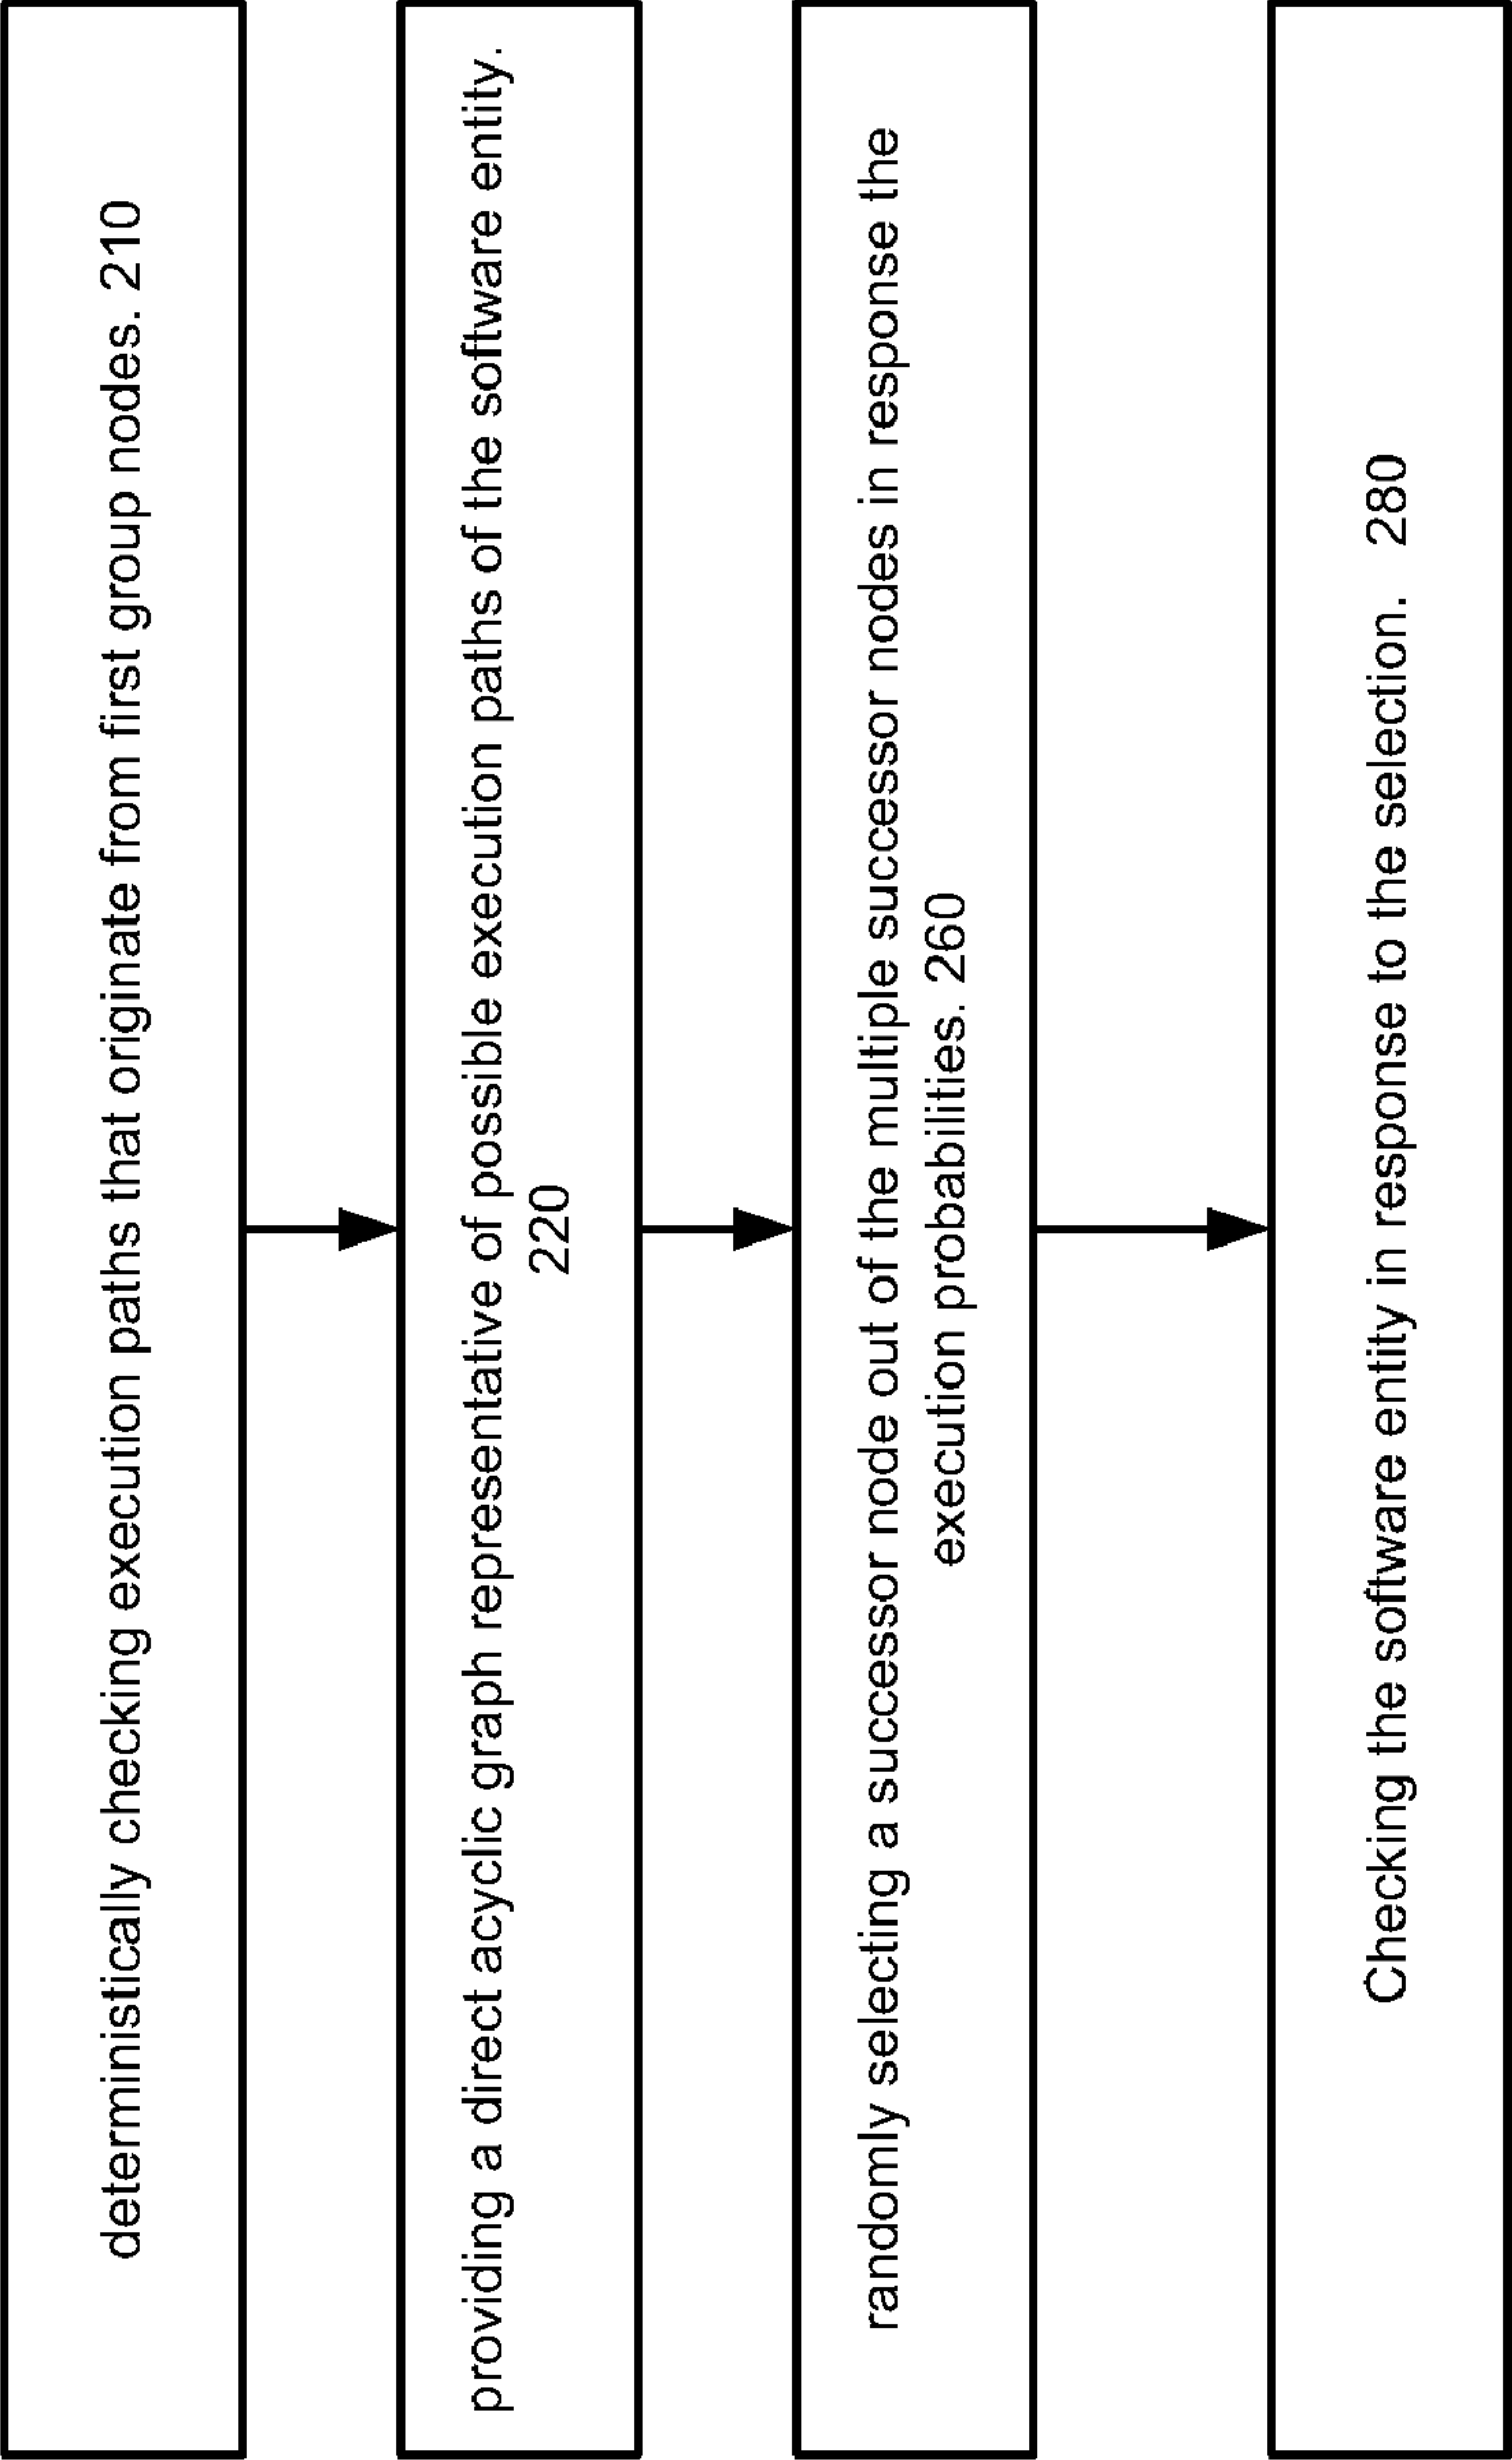 deterministically checking execution paths that originate from first group nodes. 210
providing a direct acyclic graph representative of possible execution paths of the software entity.
220
randomly selecting a successor node out of the multiple successor nodes in response the
execution probabilities. 260
Checking the software entity in response to the selection. 280